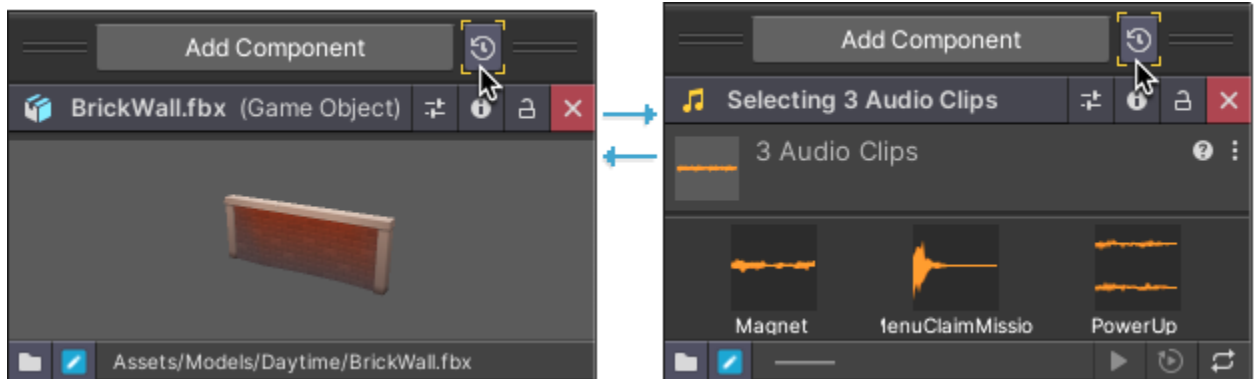 Add Component
BrickWall.fbx (Game Object)
Assets/Models/Daytime/BrickWall.fbx
Add Component
Selecting 3 Audio Clips
3 Audio Clips
Magnet lenuClaimMissio PowerUp